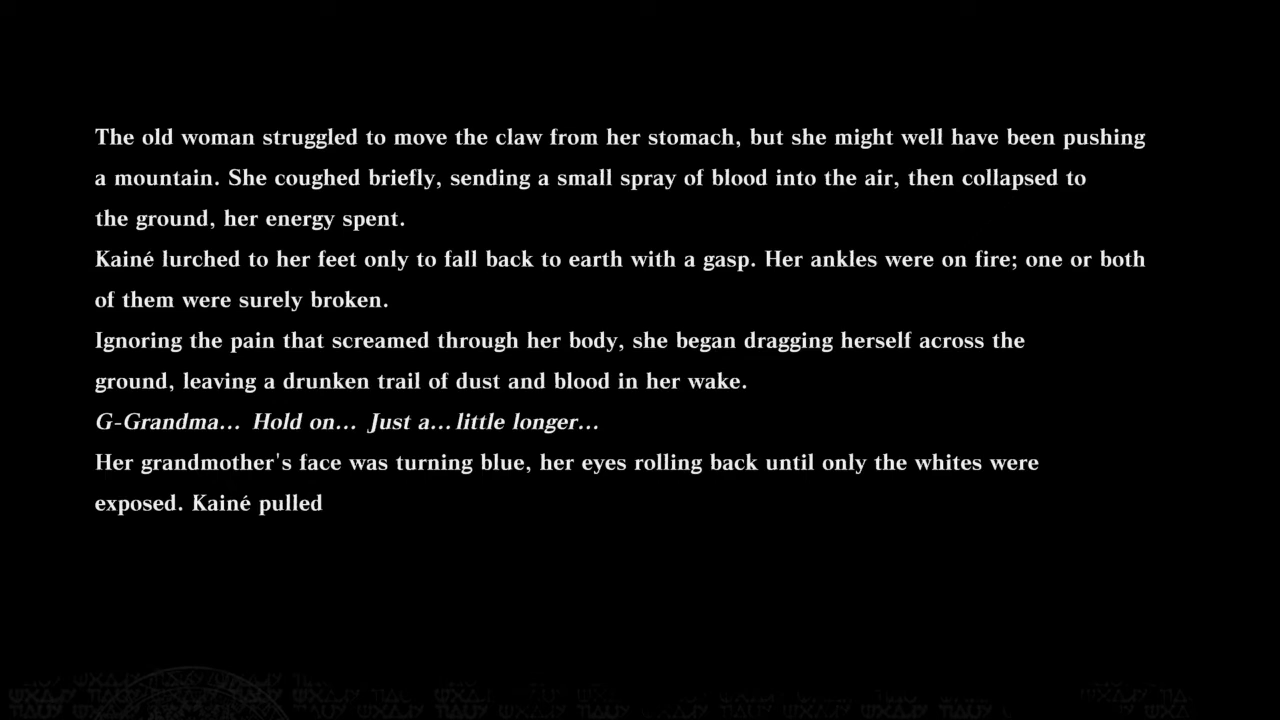 The old woman struggled to move the claw from her stomach, but she might well have been pushing
a mountain. She coughed briefly, sending a small spray of blood into the air, then collapsed to
the ground, her energy spent.
Kainé lurched to her feet only to fall back to earth with a gasp. Her ankles were on fire; one or both
of them were surely broken.
Ignoring the pain that screamed through her body, she began dragging herself across the
ground, leaving a drunken trail of dust and blood in her wake.
G-Grandma... Hold on... Just a... little longer...
Her grandmother's face was turning blue, her eyes rolling back until only the whites were
exposed. Kainé pulled